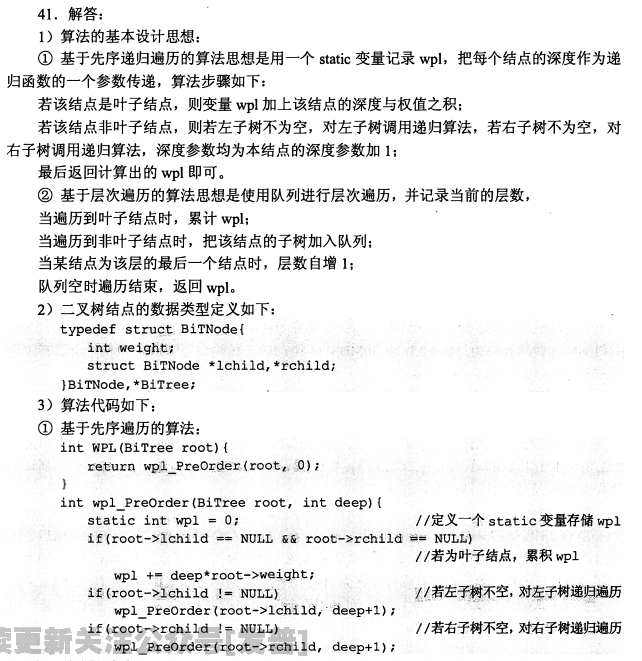 41．解答：
1）算法的基本设计思想：
① 基于先序递归遍历的算法思想是用一个 static 变量记录 wpl，把每个结点的深度作为递
归函数的一个参数传递，算法步骤如下：
若该结点是叶子结点，则变量 wpl 加上该结点的深度与权值之积；
若该结点非叶子结点，则若左子树不为空，对左子树调用递归算法，若右子树不为空，对
右子树调用递归算法，深度参数均为本结点的深度参数加 1；
最后返回计算出的 wpl 即可。
② 基于层次遍历的算法思想是使用队列进行层次遍历，并记录当前的层数，
当遍历到叶子结点时，累计 wpl；
当遍历到非叶子结点时，把该结点的子树加入队列；
当某结点为该层的最后一个结点时，层数自增 1；
队列空时遍历结束，返回 wpl。
2）二叉树结点的数据类型定义如下：
typedef struct BiTNode{
int weight;
struct BiTNode *lchild,*rchild;
}BiTNode,*BiTree;
3）算法代码如下：
① 基于先序遍历的算法：
int WPL(BiTree root){
return wpl_PreOrder(root, 0);
}
int wpl_PreOrder(BiTree root, int deep){
static int wpl = 0; //定义一个 static 变量存储 wpl
if(root->lchild == NULL && root->rchild == NULL)
//若为叶子结点，累积 wpl
wpl += deep*root->weight;
if(root->lchild != NULL) //若左子树不空，对左子树递归遍历
wpl_PreOrder(root->lchild, deep+1);
if(root->rchild != NULL) //若右子树不空，对右子树递归遍历
wpl_PreOrder(root->rchild, deep+1);